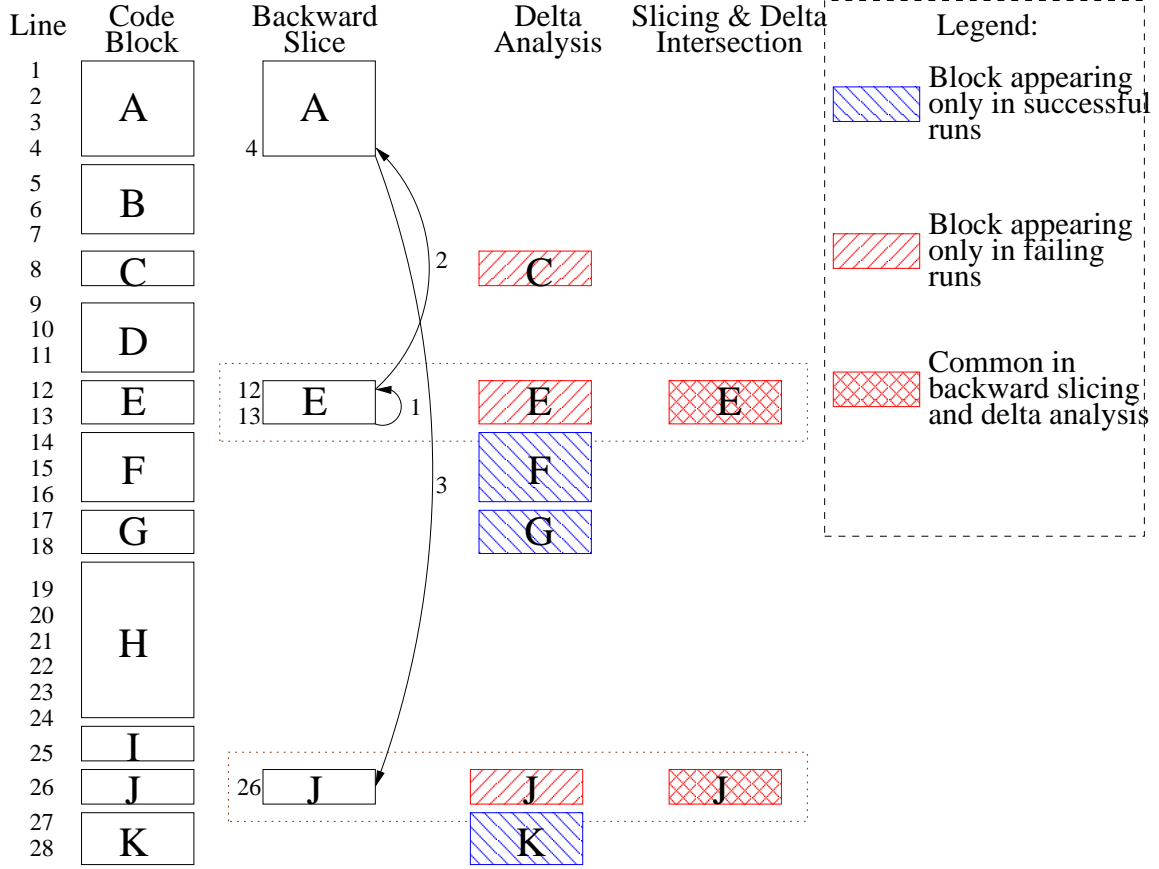 Line
Code
Block
Backward
Slice
Delta
Analysis
Slicing & Delta
Intersection
Legend:
1
2
3
4
A
4
A
Block appearing
only in successful
runs
5
6
7
B
8
C
2
C
Block appearing
only in failing
runs
9
10
11
D
12
13
E
12
13
E
1
E
E
Common in
backward slicing
and delta analysis
14
15
16
F
3
F
17
18
G
G
19
20
21
22
23
24
H
25
I
26
J
26
J
J
J
27
28
K
K